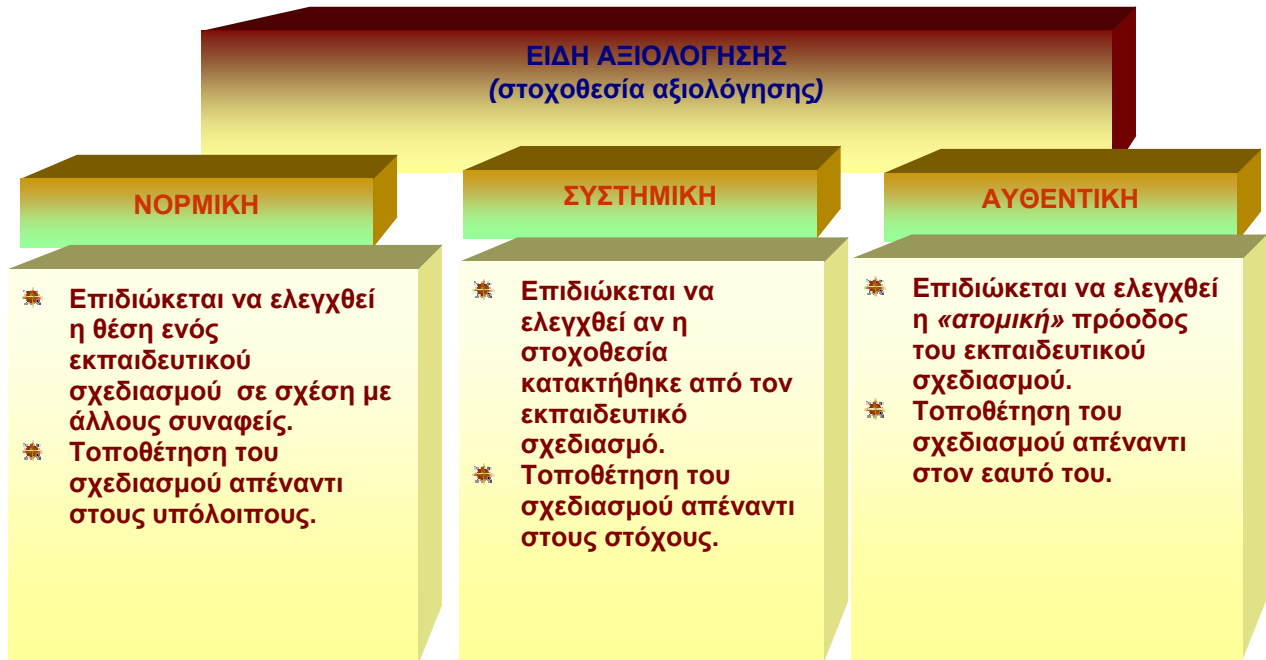 ΕΙΔΗ ΑΞΙΟΛΟΓΗΣΗΣ
(στοχοθεσία αξιολόγησης)
ΝΟΡΜΙΚΗ
Επιδιώκεται να ελεγχθεί
η θέση ενός
εκπαιδευτικού
σχεδιασμού σε σχέση με
άλλους συναφείς.
Τοποθέτηση του
σχεδιασμού απέναντι
στους υπόλοιπους.
ΣΥΣΤΗΜΙΚΗ
Επιδιώκεται να
ελεγχθεί αν η
στοχοθεσία
κατακτήθηκε από τον
εκπαιδευτικό
σχεδιασμό.
Τοποθέτηση του
σχεδιασμού απέναντι
στους στόχους.
ΑΥΘΕΝΤΙΚΗ
Επιδιώκεται να ελεγχθεί
η «ατομική» πρόοδος
του εκπαιδευτικού
σχεδιασμού.
Τοποθέτηση του
σχεδιασμού απέναντι
στον εαυτό του.